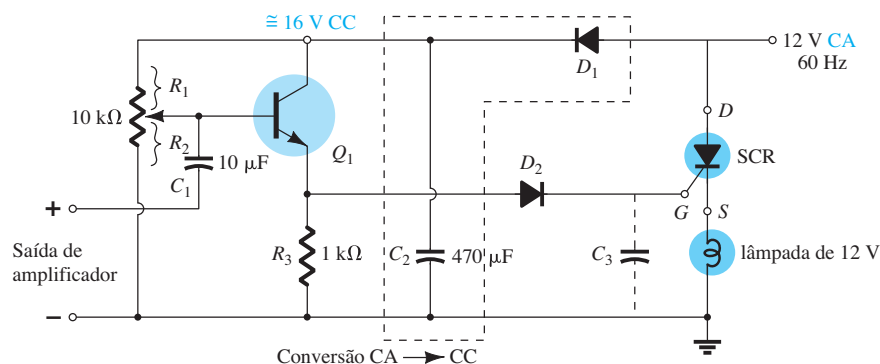 ≅ 16 V CC
12 V CA
60 Hz
D1
R1
10 kΩ
R2
10 μF
C1
Q1
D
SCR
D2
G
S
+
Saída de
amplificador
R3
1 kΩ
C2
470 μF
C3
lâmpada de 12 V
−
Conversão CA → CC